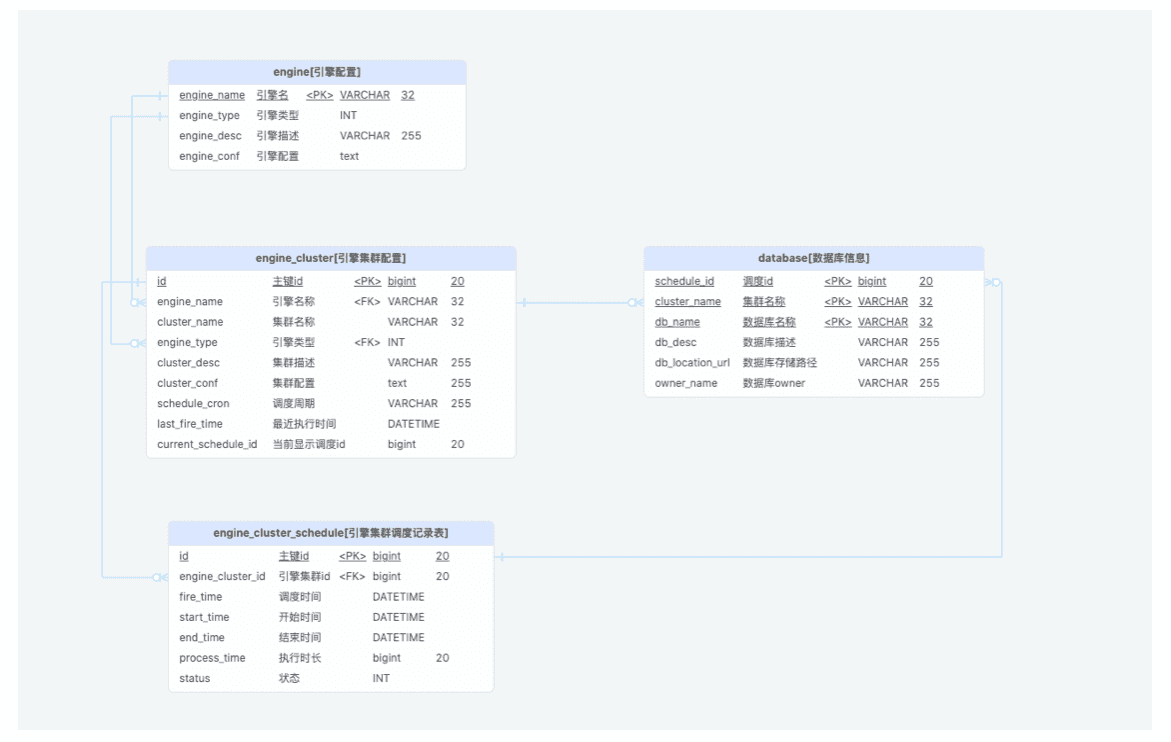 engine[引擎配置]
engine_name 引擎名 <PK> VARCHAR 32
engine_type 引擎类型 INT
engine_desc 引擎描述 VARCHAR 255
engine_conf 引擎配置 text
engine_cluster[引擎集群配置]
id 主键id <PK> bigint 20
engine_name 引擎名称 <FK> VARCHAR 32
cluster_name 集群名称 VARCHAR 32
engine_type 引擎类型 <FK> INT
cluster_desc 集群描述 VARCHAR 255
cluster_conf 集群配置 text 255
schedule_cron 调度周期 VARCHAR 255
last_fire_time 最近执行时间 DATETIME
current_schedule_id 当前显示调度id bigint 20
database[数据库信息]
schedule_id 调度id <PK> bigint 20
cluster_name 集群名称 <PK> VARCHAR 32
db_name 数据库名称 <PK> VARCHAR 32
db_desc 数据库描述 VARCHAR 255
db_location_url 数据库存储路径 VARCHAR 255
owner_name 数据库owner VARCHAR 255
engine_cluster_schedule[引擎集群调度记录表]
id 主键id <PK> bigint 20
engine_cluster_id 引擎集群id <FK> bigint 20
fire_time 调度时间 DATETIME
start_time 开始时间 DATETIME
end_time 结束时间 DATETIME
process_time 执行时长 bigint 20
status 状态 INT